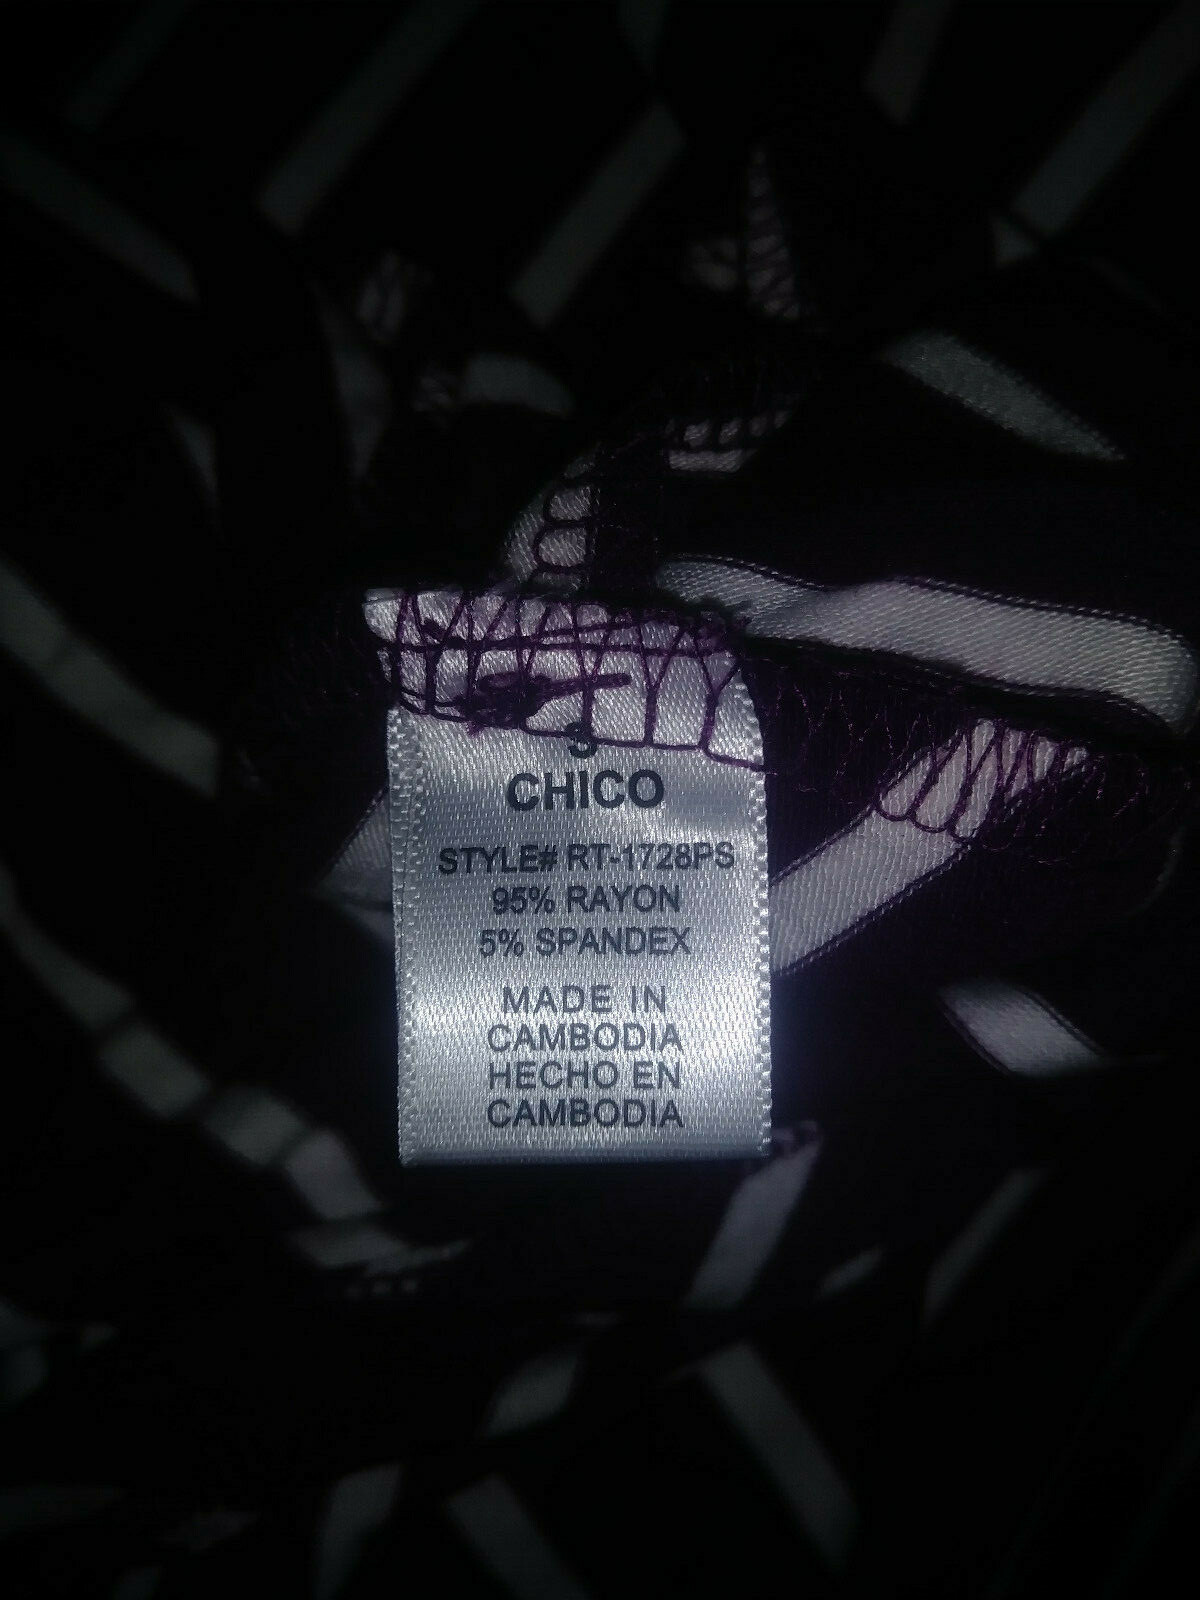 CHICO
STYLE# RT-1728PS
95% RAYON
5% SPANDEX
MADE IN
CAMBODIA
HECHO EN
CAMBODIA